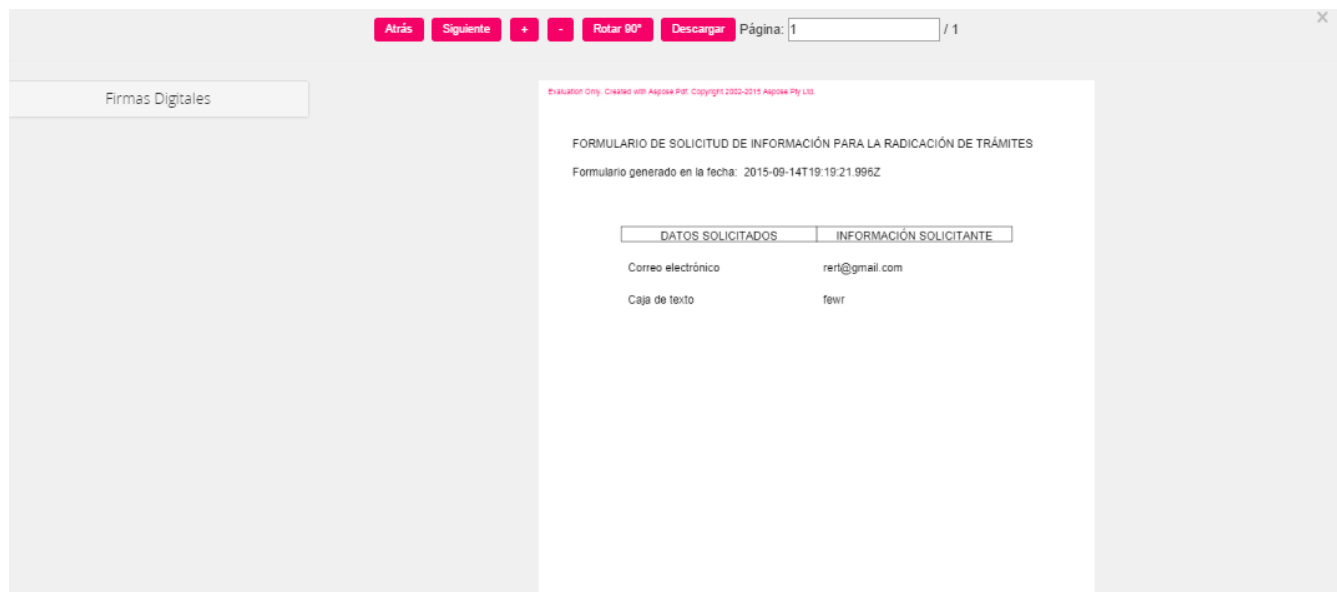 Atrás Siguiente + - Rotar 90° Descargar Página: 1 / 1 ×
Firmas Digitales
Evaluation Only. Created with Aspose Pdf. Copyright 2002-2015 Aspose Pty Ltd.
FORMULARIO DE SOLICITUD DE INFORMACIÓN PARA LA RADICACIÓN DE TRÁMITES
Formulario generado en la fecha: 2015-09-14T19:19:21.996Z
DATOS SOLICITADOS INFORMACIÓN SOLICITANTE
Correo electrónico rert@gmail.com
Caja de texto fewr